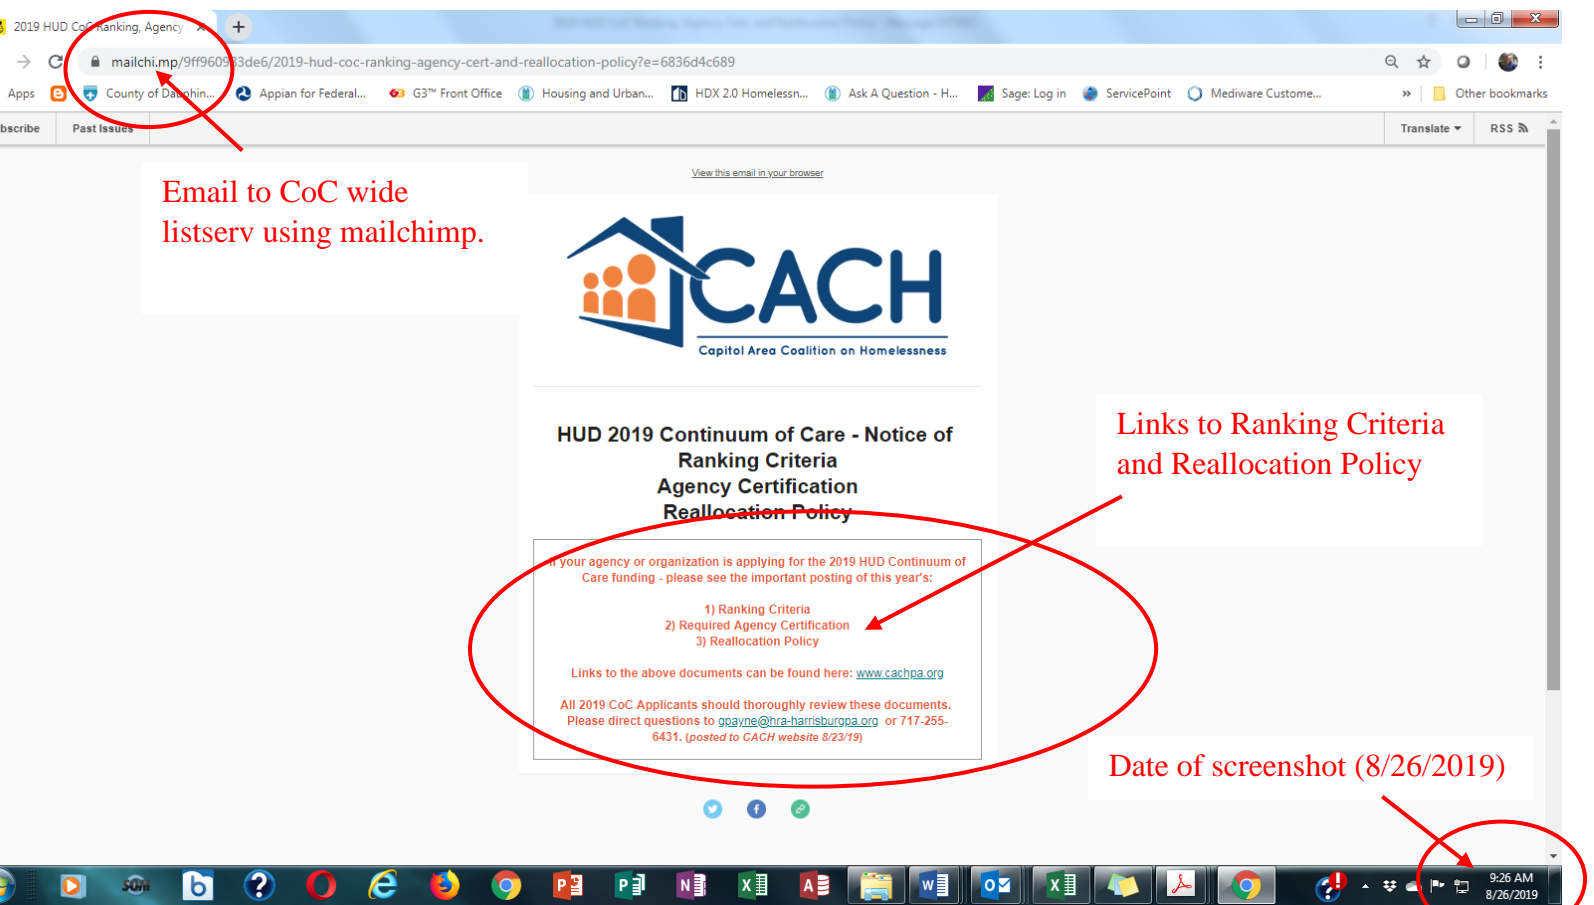 2019 HUD CoC Ranking, Agency
mailchi.mp/9ff960983de6/2019-hud-coc-ranking-agency-cert-and-reallocation-policy?e=6836d4c689
Apps County of Dauphin... Appian for Federal... G3™ Front Office Housing and Urban... HDX 2.0 Homelessn... Ask A Question - H... Sage: Log in ServicePoint Mediware Custome... » Other bookmarks
bscribe Past Issues Translate RSS
View this email in your browser
Email to CoC wide
listserv using mailchimp.
CACH
Capitol Area Coalition on Homelessness
HUD 2019 Continuum of Care - Notice of
Ranking Criteria
Agency Certification
Reallocation Policy
Links to Ranking Criteria
and Reallocation Policy
If your agency or organization is applying for the 2019 HUD Continuum of
Care funding - please see the important posting of this year's:
1) Ranking Criteria
2) Required Agency Certification
3) Reallocation Policy
Links to the above documents can be found here: www.cachpa.org
All 2019 CoC Applicants should thoroughly review these documents.
Please direct questions to gpayne@hra-harrisburgpa.org or 717-255-
6431. (posted to CACH website 8/23/19)
Date of screenshot (8/26/2019)
9:26 AM
8/26/2019